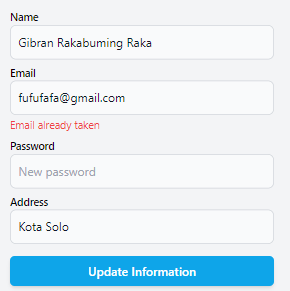 Name
Gibran Rakabuming Raka
Email
fufufafa@gmail.com
Email already taken
Password
New password
Address
Kota Solo
Update Information